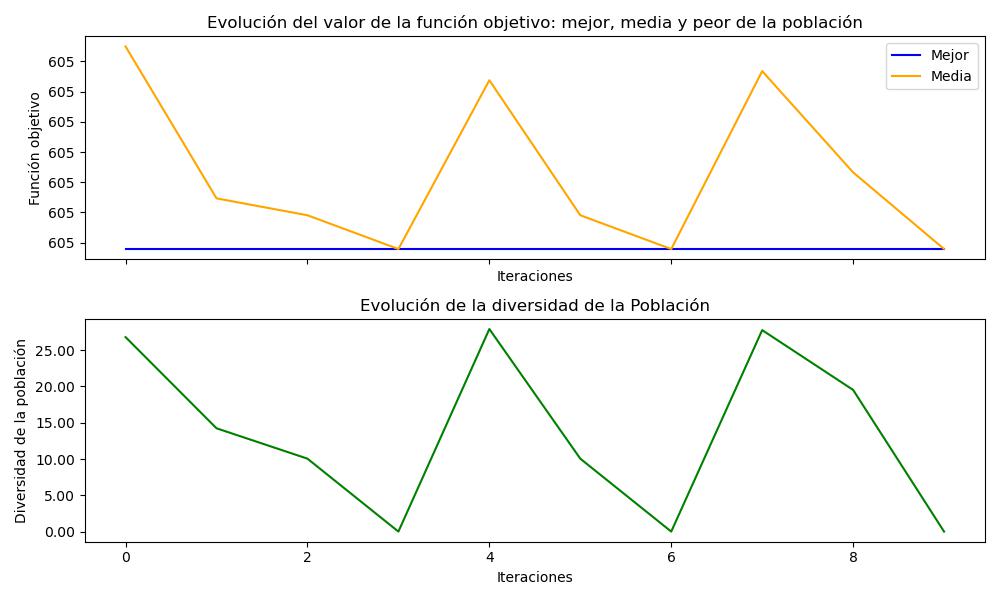 Evolución del valor de la función objetivo: mejor, media y peor de la población
Función objetivo
605
605
605
605
605
605
605
Mejor
Media
Iteraciones
Evolución de la diversidad de la Población
Diversidad de la población
25.00
20.00
15.00
10.00
5.00
0.00
0 2 4 6 8
Iteraciones